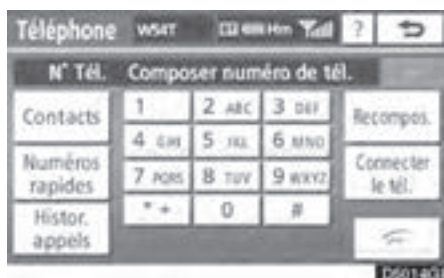 Téléphone WS4T ?
N° Tél. Composer numéro de tél.
Contacts 1 2 ABC 3 DEF Recompos.
4 GHI 5 JKL 6 MNO
Numéros rapides 7 PQRS 8 TUV 9 WXYZ Connecter le tél.
* + 0 #
Histor. appels